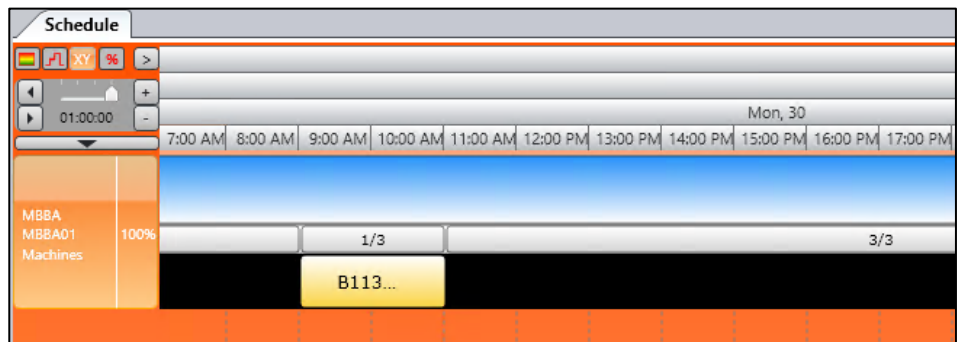 Schedule
XY % >
+
01:00:00 -
Mon, 30
7:00 AM 8:00 AM 9:00 AM 10:00 AM 11:00 AM 12:00 PM 13:00 PM 14:00 PM 15:00 PM 16:00 PM 17:00 PM
MBBA
MBBA01 100% 1/3 3/3
Machines
B113...